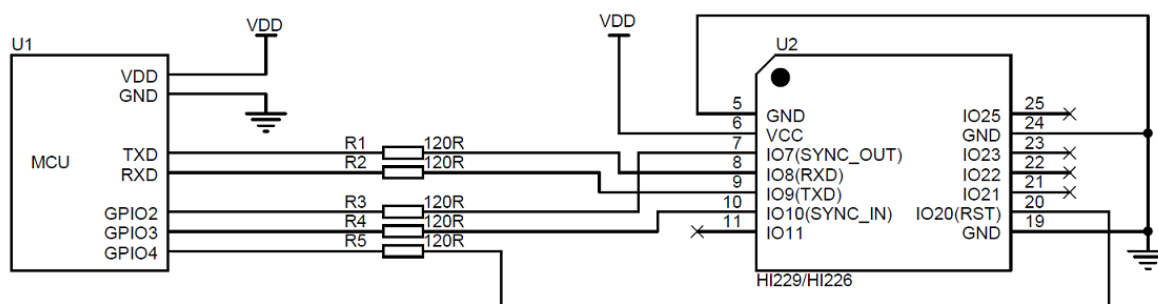 VDD
VDD
U1
U2
VDD
GND
MCU
TXD
RXD
GPIO2
GPIO3
GPIO4
R1 120R
R2 120R
R3 120R
R4 120R
R5 120R
5 GND
6 VCC
7 IO7(SYNC_OUT)
8 IO8(RXD)
9 IO9(TXD)
10 IO10(SYNC_IN)
11 IO11
IO25 25
GND 24
IO23 23
IO22 22
IO21 21
IO20(RST) 20
GND 19
HI229/HI226